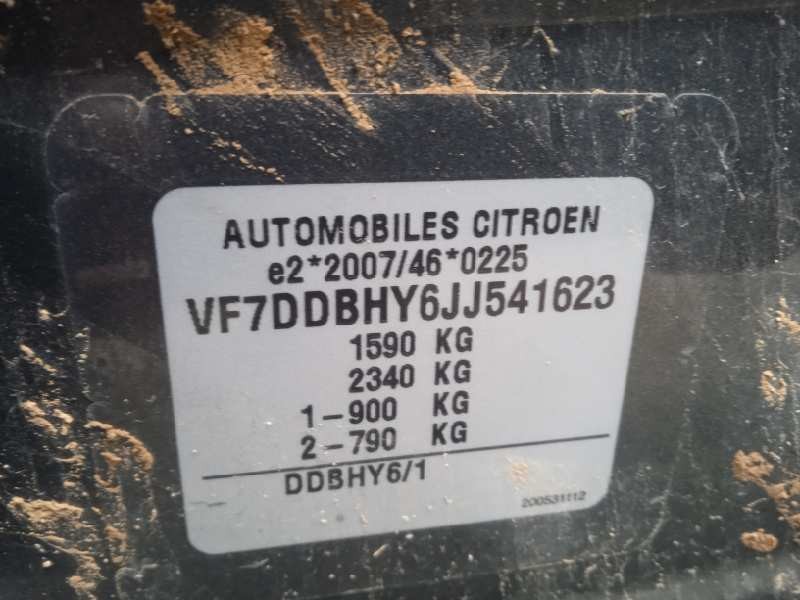 AUTOMOBILES CITROEN
e2*2007/46*0225
VF7DDBHY6JJ541623
1590 KG
2340 KG
1-900 KG
2-790 KG
DDBHY6/1
200531112